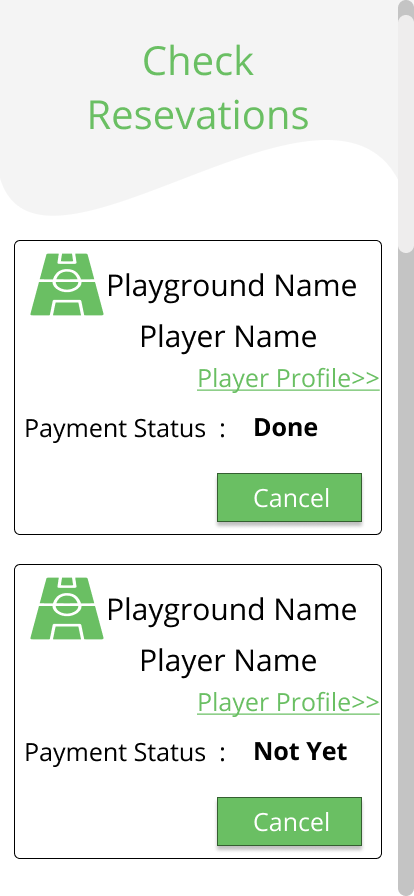 Check
Resevations
Playground Name
Player Name
Player Profile>>
Payment Status : Done
Cancel
Playground Name
Player Name
Player Profile>>
Payment Status : Not Yet
Cancel